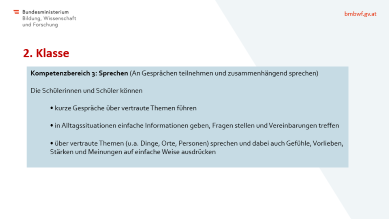 Bundesministerium
Bildung, Wissenschaft
und Forschung
bmbwf.gv.at
2. Klasse
Kompetenzbereich 3: Sprechen (An Gesprächen teilnehmen und zusammenhängend sprechen)
Die Schülerinnen und Schüler können
• kurze Gespräche über vertraute Themen führen
• in Alltagssituationen einfache Informationen geben, Fragen stellen und Vereinbarungen treffen
• über vertraute Themen (u.a. Dinge, Orte, Personen) sprechen und dabei auch Gefühle, Vorlieben,
Stärken und Meinungen auf einfache Weise ausdrücken